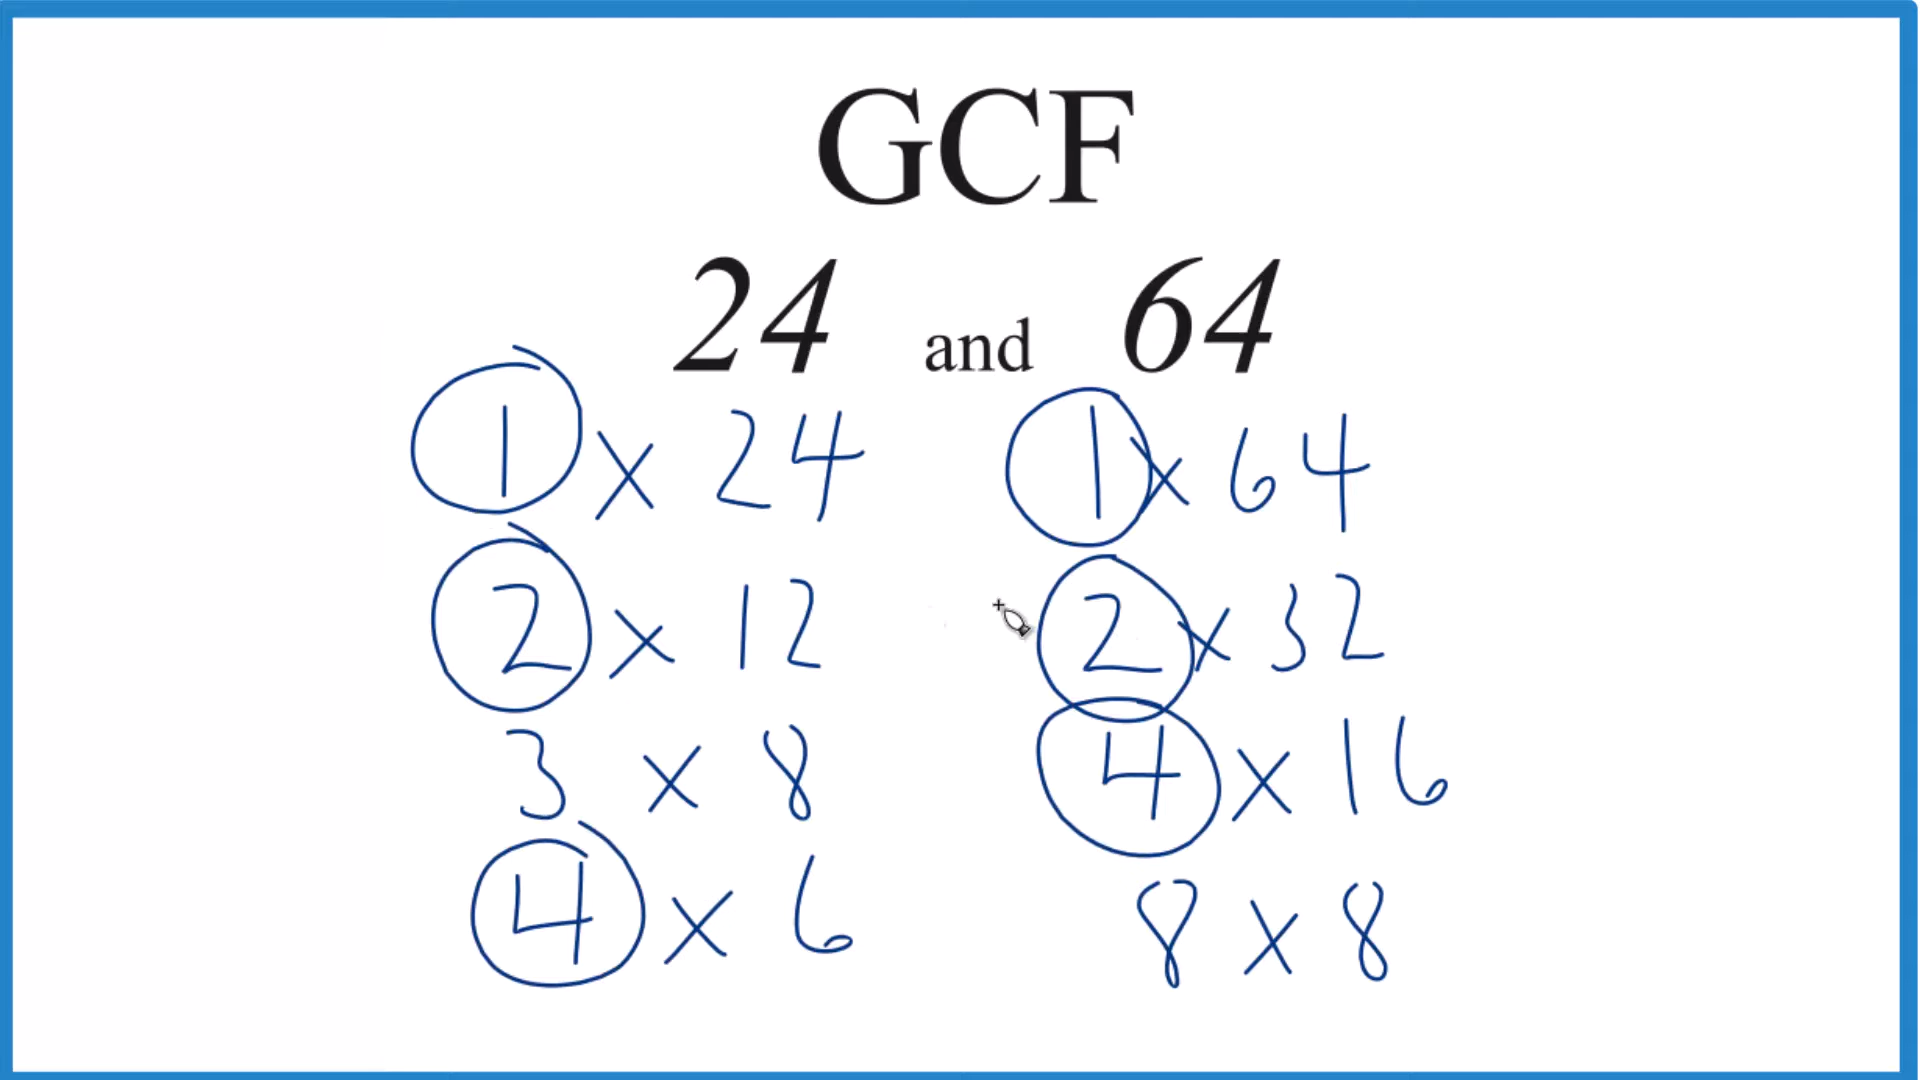 GCF
24 and 64
1 x 24 1 x 64
2 x 12 2 x 32
3 x 8 4 x 16
4 x 6 8 x 8